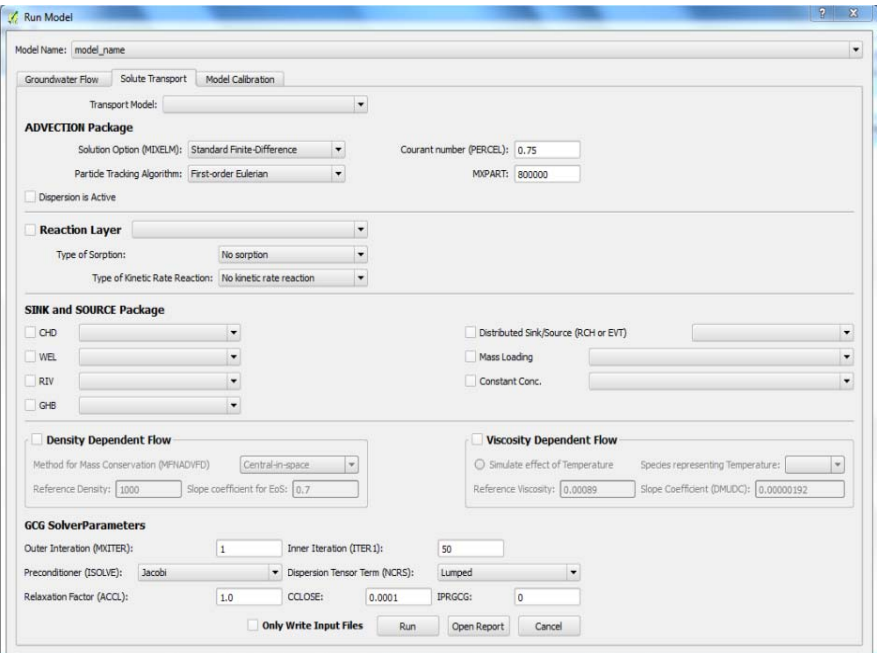 Run Model
Model Name: model_name
Groundwater Flow Solute Transport Model Calibration
Transport Model:
ADVECTION Package
Solution Option (MIXELM): Standard Finite-Difference Courant number (PERCEL): 0.75
Particle Tracking Algorithm: First-order Eulerian MXPART: 800000
Dispersion is Active
Reaction Layer
Type of Sorption: No sorption
Type of Kinetic Rate Reaction: No kinetic rate reaction
SINK and SOURCE Package
CHD Distributed Sink/Source (RCH or EVT)
WEL Mass Loading
RIV Constant Conc.
GHB
Density Dependent Flow Viscosity Dependent Flow
Method for Mass Conservation (MFNADVFD) Central-in-space Simulate effect of Temperature Species representing Temperature:
Reference Density: 1000 Slope coefficient for EoS: 0.7 Reference Viscosity: 0.00089 Slope Coefficient (DMUDC): 0.00000192
GCG SolverParameters
Outer Interation (MXITER): 1 Inner Iteration (ITER1): 50
Preconditioner (ISOLVE): Jacobi Dispersion Tensor Term (NCRS): Lumped
Relaxation Factor (ACCL): 1.0 CCLOSE: 0.0001 IPRGCG: 0
Only Write Input Files Run Open Report Cancel